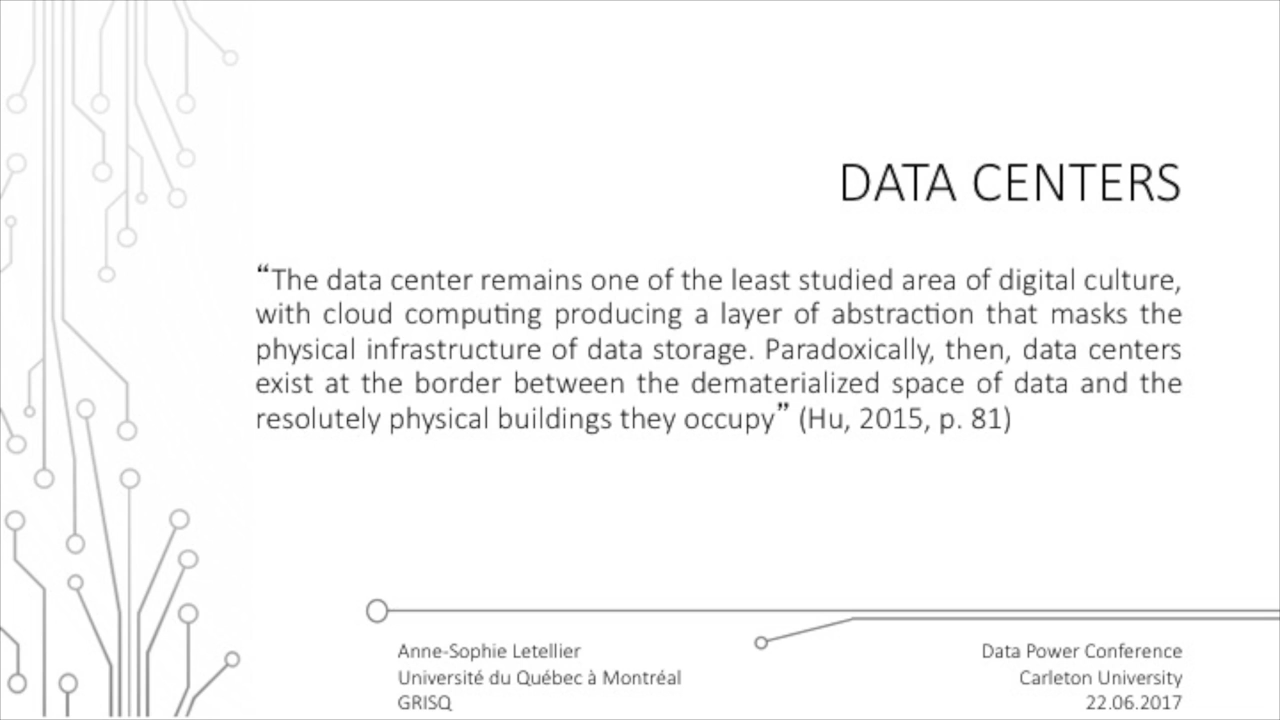 DATA CENTERS
“The data center remains one of the least studied area of digital culture,
with cloud computing producing a layer of abstraction that masks the
physical infrastructure of data storage. Paradoxically, then, data centers
exist at the border between the dematerialized space of data and the
resolutely physical buildings they occupy” (Hu, 2015, p. 81)
Anne-Sophie Letellier
Université du Québec à Montréal
GRISQ
Data Power Conference
Carleton University
22.06.2017